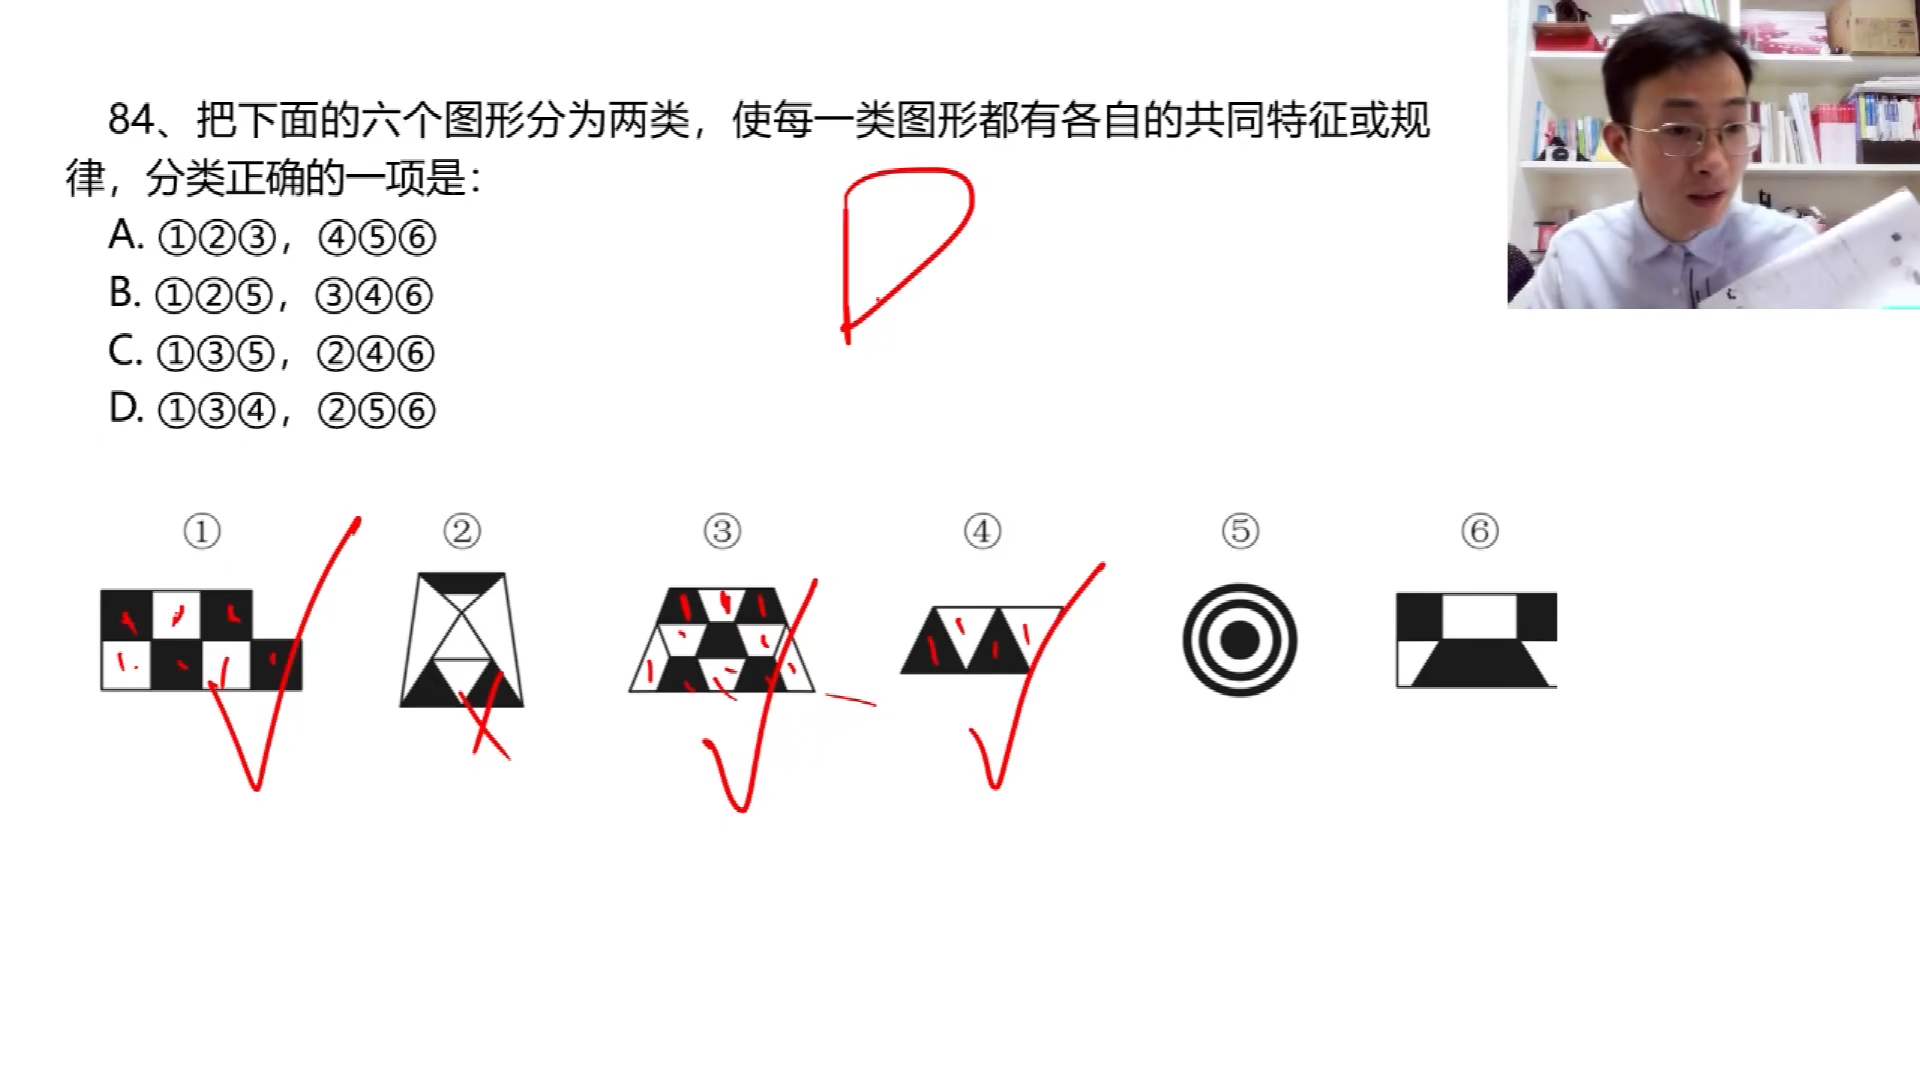 84、把下面的六个图形分为两类，使每一类图形都有各自的共同特征或规
律，分类正确的一项是：
A. ①②③，④⑤⑥
B. ①②⑤，③④⑥
C. ①③⑤，②④⑥
D. ①③④，②⑤⑥
① ② ③ ④ ⑤ ⑥